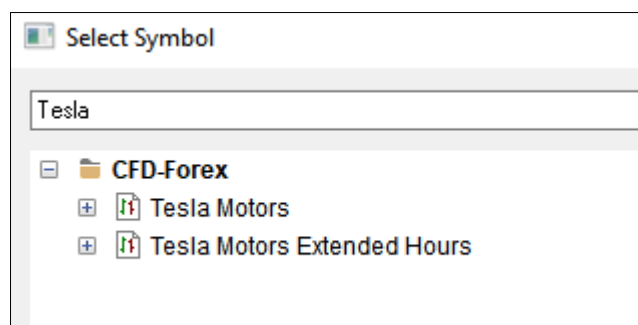 Select Symbol
Tesla
CFD-Forex
Tesla Motors
Tesla Motors Extended Hours